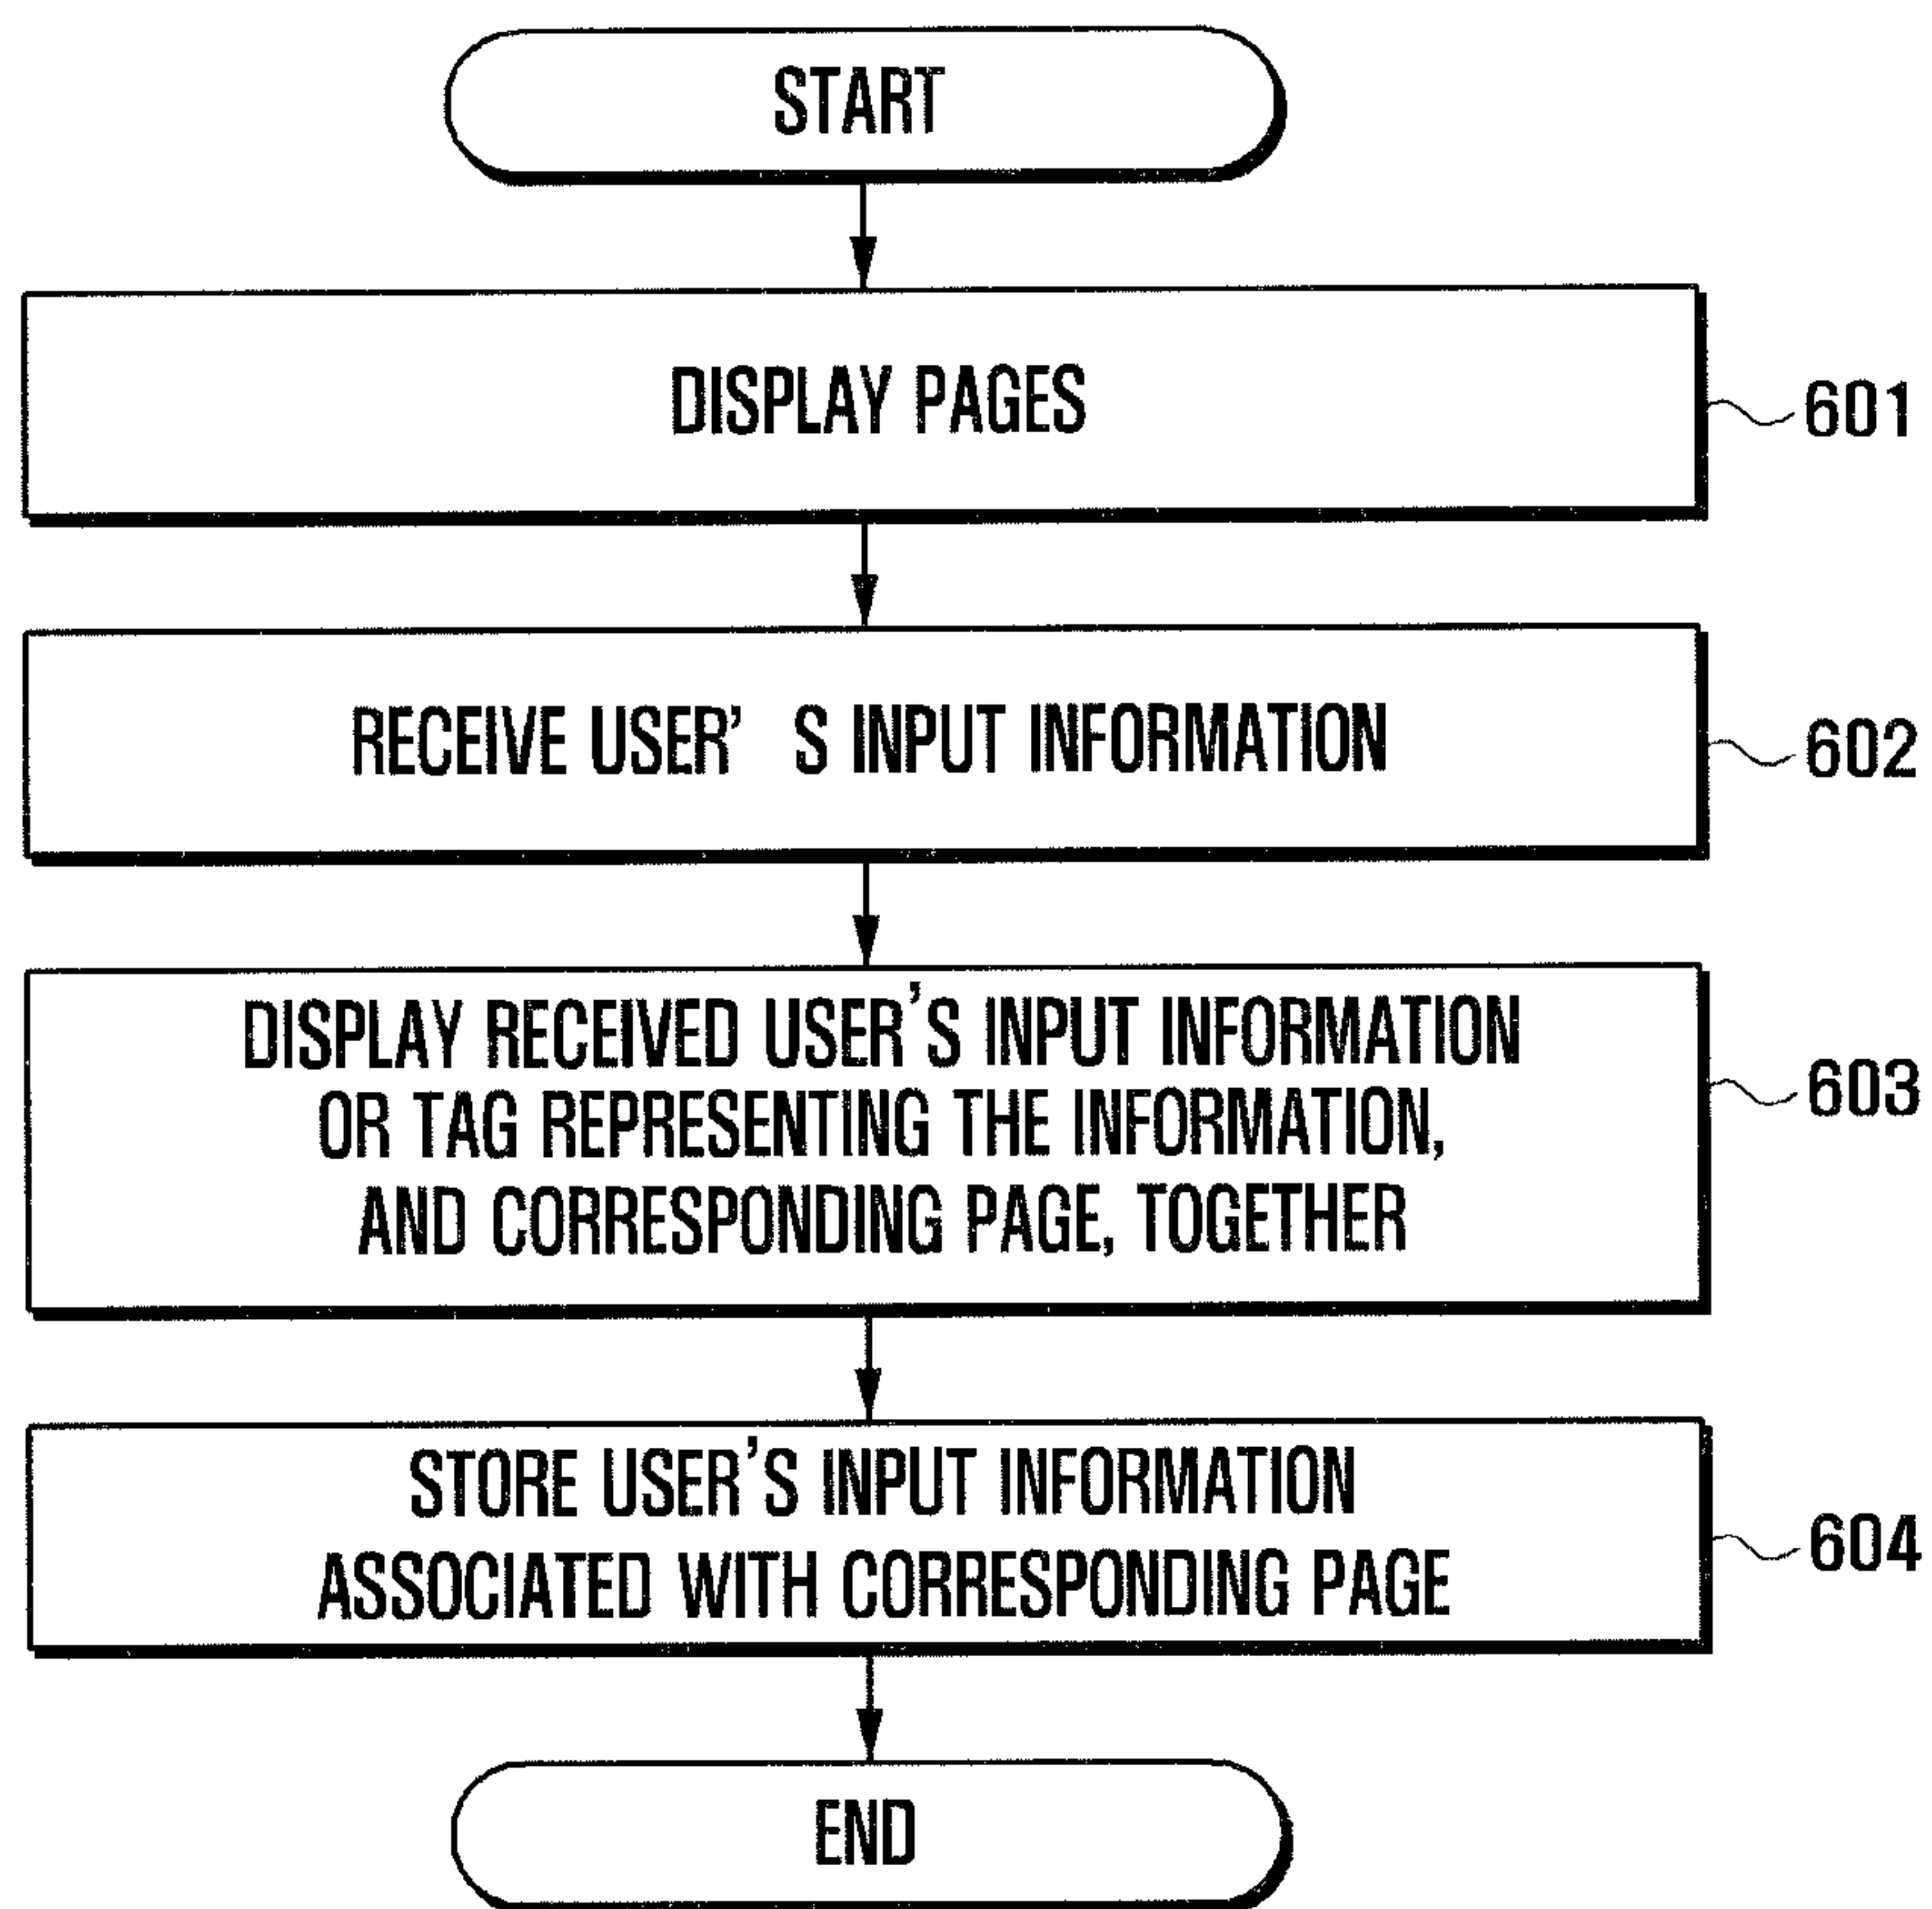 START
DISPLAY PAGES
601
RECEIVE USER' S INPUT INFORMATION
602
DISPLAY RECEIVED USER'S INPUT INFORMATION
OR TAG REPRESENTING THE INFORMATION,
AND CORRESPONDING PAGE, TOGETHER
603
STORE USER'S INPUT INFORMATION
ASSOCIATED WITH CORRESPONDING PAGE
604
END